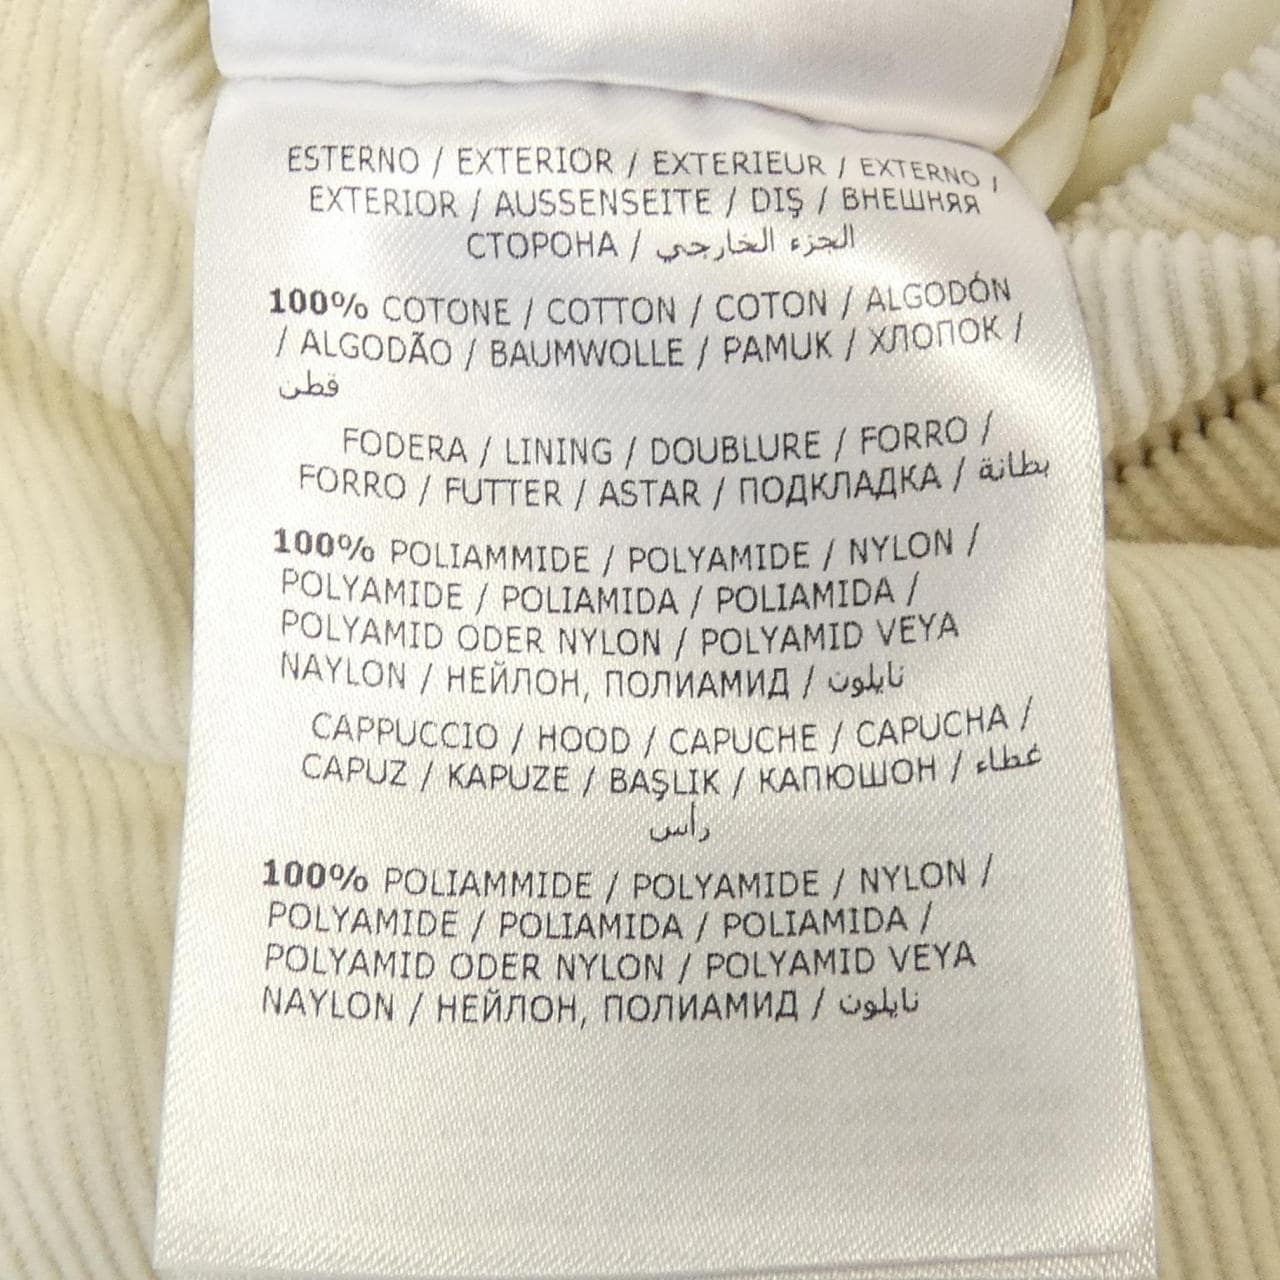 ESTERNO / EXTERIOR / EXTERIEUR / EXTERNO /
EXTERIOR / AUSSENSEITE / DIŞ / ВНЕШНЯЯ
СТОРОНА / الجزء الخارجي
100% COTONE / COTTON / COTON / ALGODÓN
/ ALGODÃO / BAUMWOLLE / PAMUK / ХЛОПОК /
قطن
FODERA / LINING / DOUBLURE / FORRO /
FORRO / FUTTER / ASTAR / ПОДКЛАДКА / بطانة
100% POLIAMMIDE / POLYAMIDE / NYLON /
POLYAMIDE / POLIAMIDA / POLIAMIDA /
POLYAMID ODER NYLON / POLYAMID VEYA
NAYLON / НЕЙЛОН, ПОЛИАМИД / نايلون
CAPPUCCIO / HOOD / CAPUCHE / CAPUCHA /
CAPUZ / KAPUZE / BAŞLIK / КАПЮШОН / غطاء
رأس
100% POLIAMMIDE / POLYAMIDE / NYLON /
POLYAMIDE / POLIAMIDA / POLIAMIDA /
POLYAMID ODER NYLON / POLYAMID VEYA
NAYLON / НЕЙЛОН, ПОЛИАМИД / نايلون